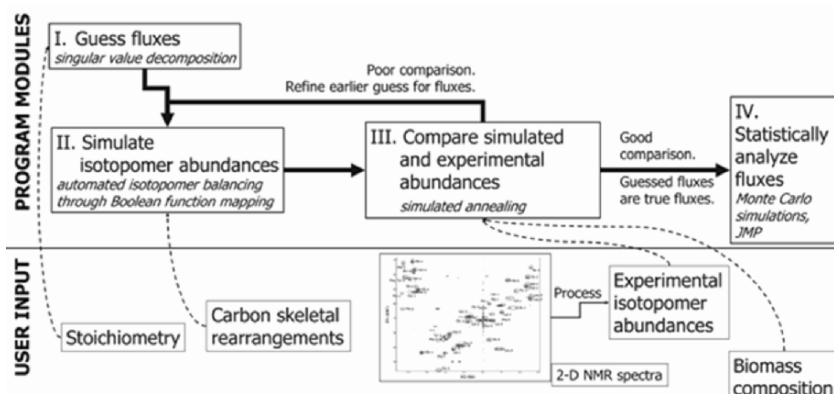 PROGRAM MODULES
I. Guess fluxes
singular value decomposition
Poor comparison.
Refine earlier guess for fluxes.
II. Simulate
isotopomer abundances
automated isotopomer balancing
through Boolean function mapping
III. Compare simulated
and experimental
abundances
simulated annealing
Good
comparison.
Guessed fluxes
are true fluxes.
IV.
Statistically
analyze
fluxes
Monte Carlo
simulations,
JMP
USER INPUT
Stoichiometry
Carbon skeletal
rearrangements
Process
2-D NMR spectra
Experimental
isotopomer
abundances
Biomass
composition